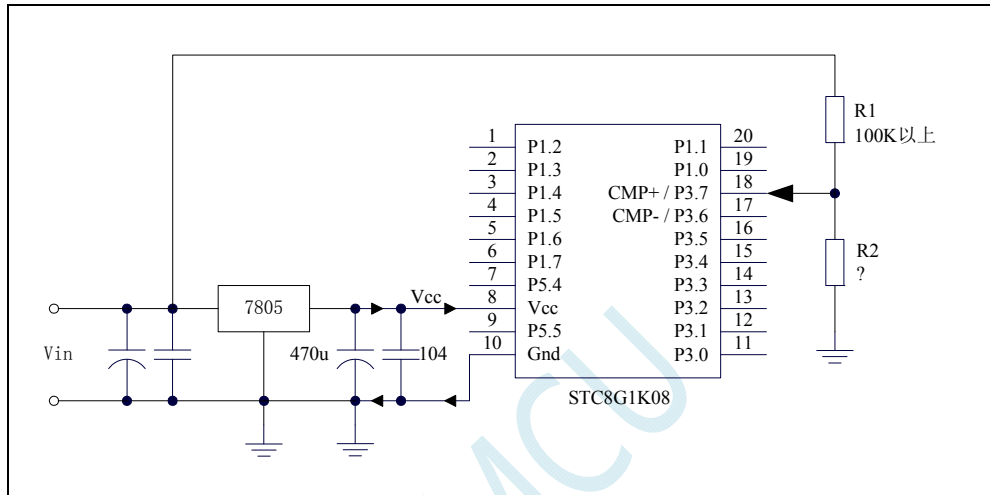 R1
100K以上
R2
?
1
2
3
4
5
6
7
8
9
10
P1.2
P1.3
P1.4
P1.5
P1.6
P1.7
P5.4
Vcc
P5.5
Gnd
P1.1
P1.0
CMP+ / P3.7
CMP- / P3.6
P3.5
P3.4
P3.3
P3.2
P3.1
P3.0
20
19
18
17
16
15
14
13
12
11
STC8G1K08
7805
Vcc
Vin
470u
104
MCU